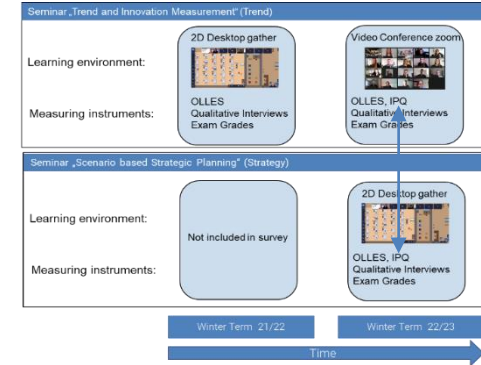 Seminar „Trend and Innovation Measurement“ (Trend)
2D Desktop gather
Video Conference zoom
Learning environment:
Measuring instruments:
OLLES
Qualitative Interviews
Exam Grades
OLLES, IPQ
Qualitative Interviews
Exam Grades
Seminar „Scenario based Strategic Planning“ (Strategy)
2D Desktop gather
Learning environment:
Not included in survey
Measuring instruments:
OLLES, IPQ
Qualitative Interviews
Exam Grades
Winter Term 21/22
Winter Term 22/23
Time